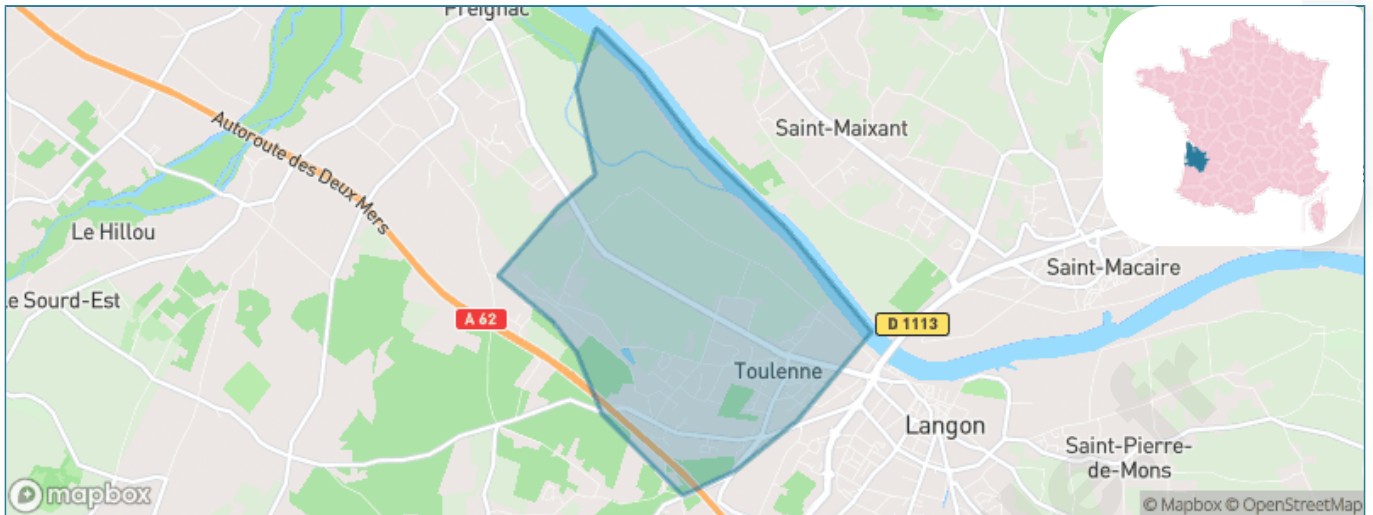 Preignac
Autoroute des Deux Mers
Saint-Maixant
Le Hillou
Saint-Macaire
e Sourd-Est
A 62
D 1113
Toulenne
Langon
Saint-Pierre-
de-Mons
mapbox
© Mapbox © OpenStreetMap